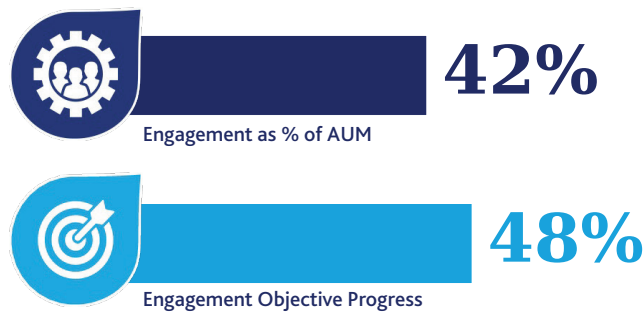 42%
Engagement as % of AUM
48%
Engagement Objective Progress